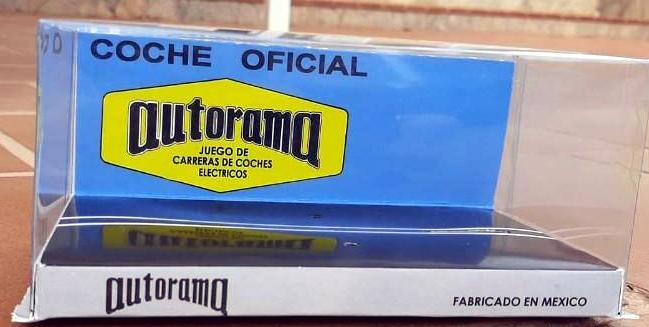 COCHE OFICIAL
autorama
JUEGO DE
CARRERAS DE COCHES
ELECTRICOS
autorama
FABRICADO EN MEXICO